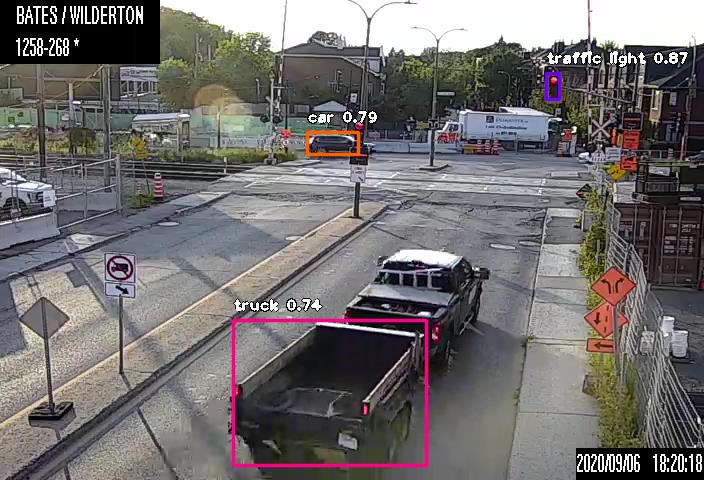 BATES / WILDERTON
1258-268 *
traffic light 0.87
car 0.79
truck 0.74
2020/09/06 18:20:18